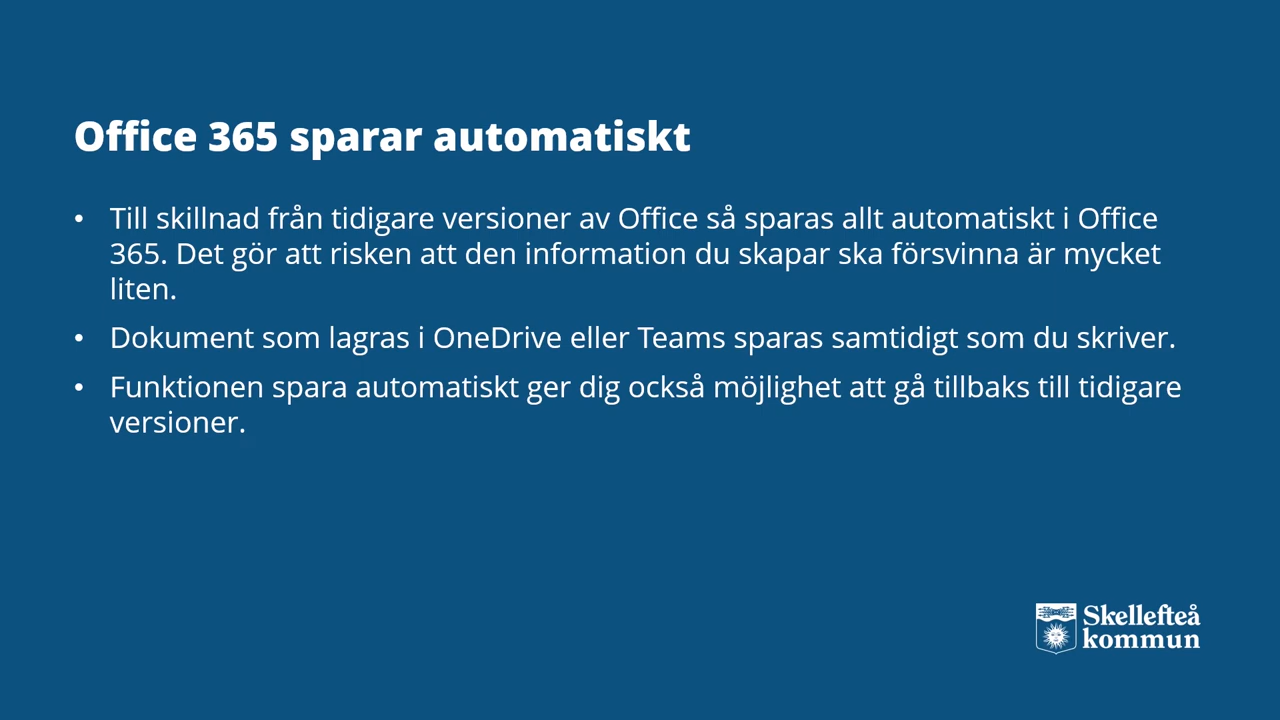 Office 365 sparar automatiskt
• Till skillnad från tidigare versioner av Office så sparas allt automatiskt i Office
365. Det gör att risken att den information du skapar ska försvinna är mycket
liten.
• Dokument som lagras i OneDrive eller Teams sparas samtidigt som du skriver.
• Funktionen spara automatiskt ger dig också möjlighet att gå tillbaks till tidigare
versioner.
Skellefteå
kommun